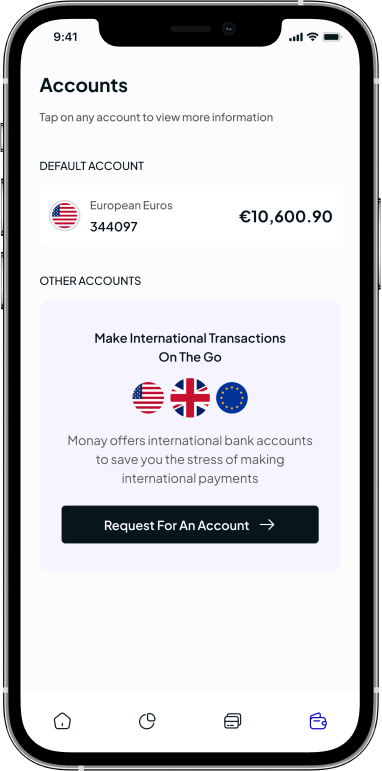 9:41
Accounts
Tap on any account to view more information
DEFAULT ACCOUNT
European Euros
344097
€10,600.90
OTHER ACCOUNTS
Make International Transactions
On The Go
Monay offers international bank accounts
to save you the stress of making
international payments
Request For An Account